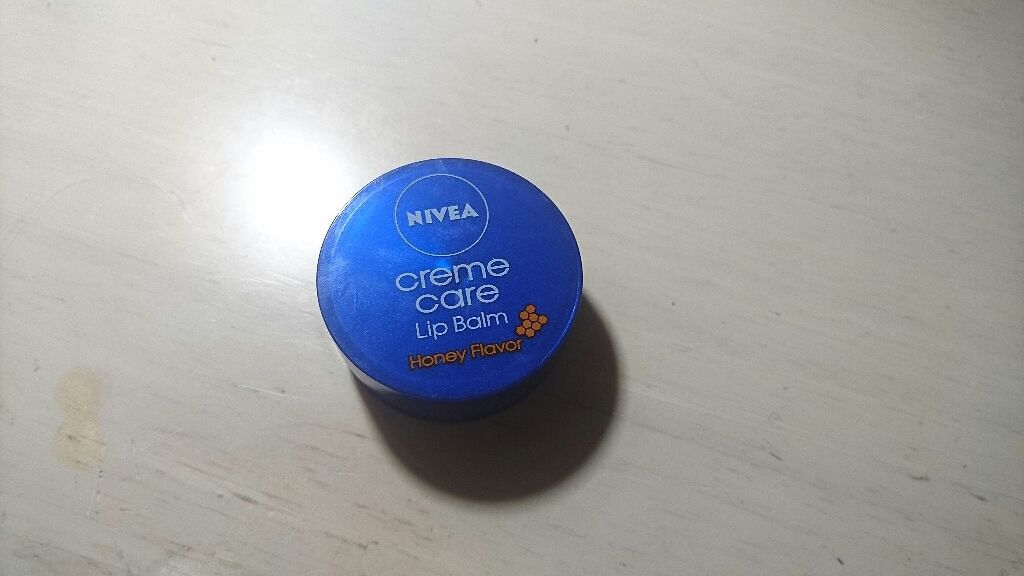 NIVEA
creme
care
Lip Balm
Honey Flavor